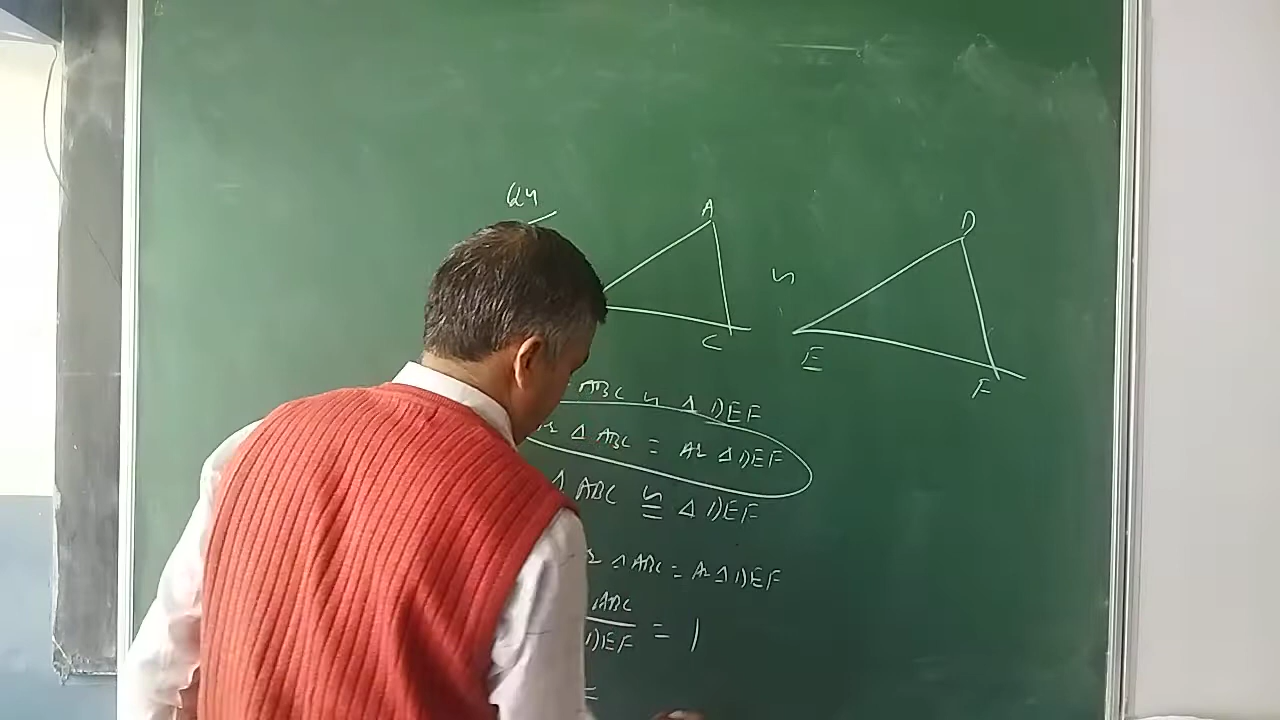 Q4
A
D
C
E
F
ABC ∽ Δ DEF
Δ ABC = Ar Δ DEF
Δ ABC ≅ Δ DEF
Δ ABC = Ar Δ DEF
ABC
DEF = 1
=